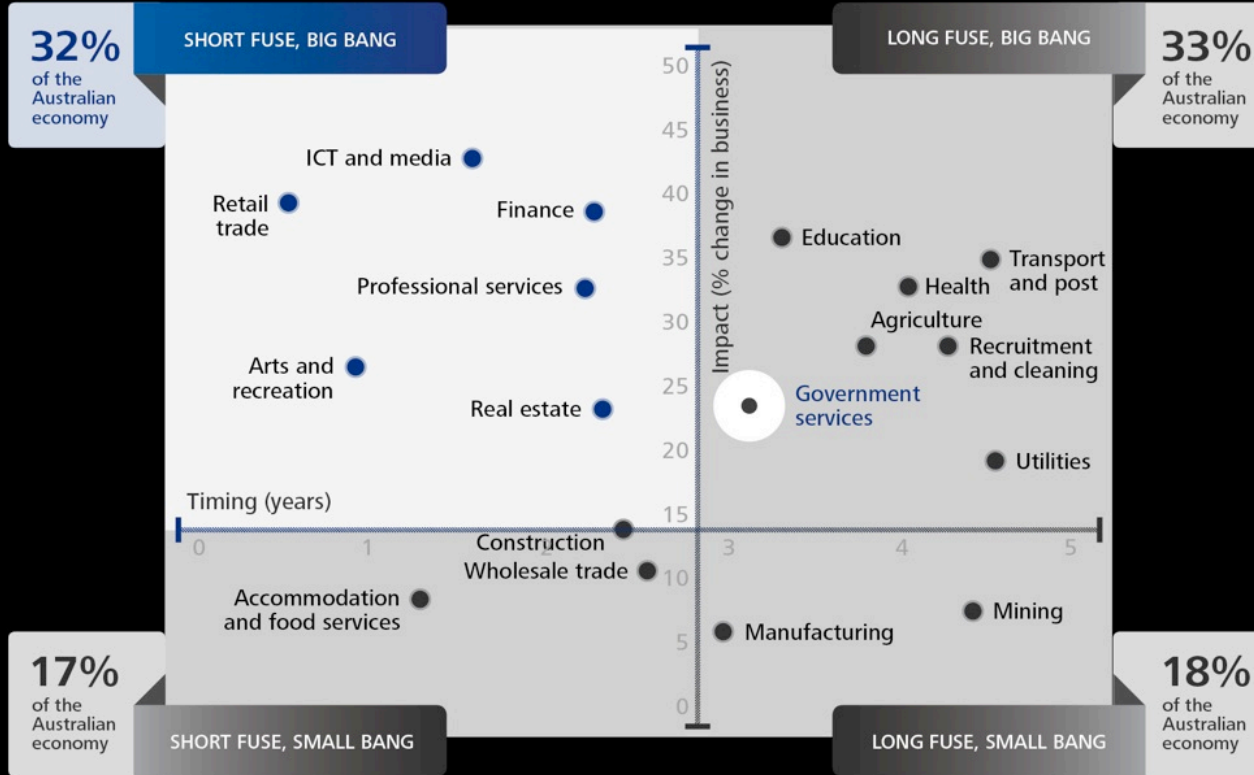 32%
of the
Australian
economy
SHORT FUSE, BIG BANG
LONG FUSE, BIG BANG
33%
of the
Australian
economy
Impact (% change in business)
50
45
40
35
30
25
20
15
10
5
0
ICT and media
Retail
trade
Finance
Professional services
Arts and
recreation
Real estate
Education
Transport
and post
Health
Agriculture
Recruitment
and cleaning
Government
services
Utilities
Timing (years)
0
1
2
3
4
5
Construction
Wholesale trade
Accommodation
and food services
Manufacturing
Mining
17%
of the
Australian
economy
SHORT FUSE, SMALL BANG
LONG FUSE, SMALL BANG
18%
of the
Australian
economy